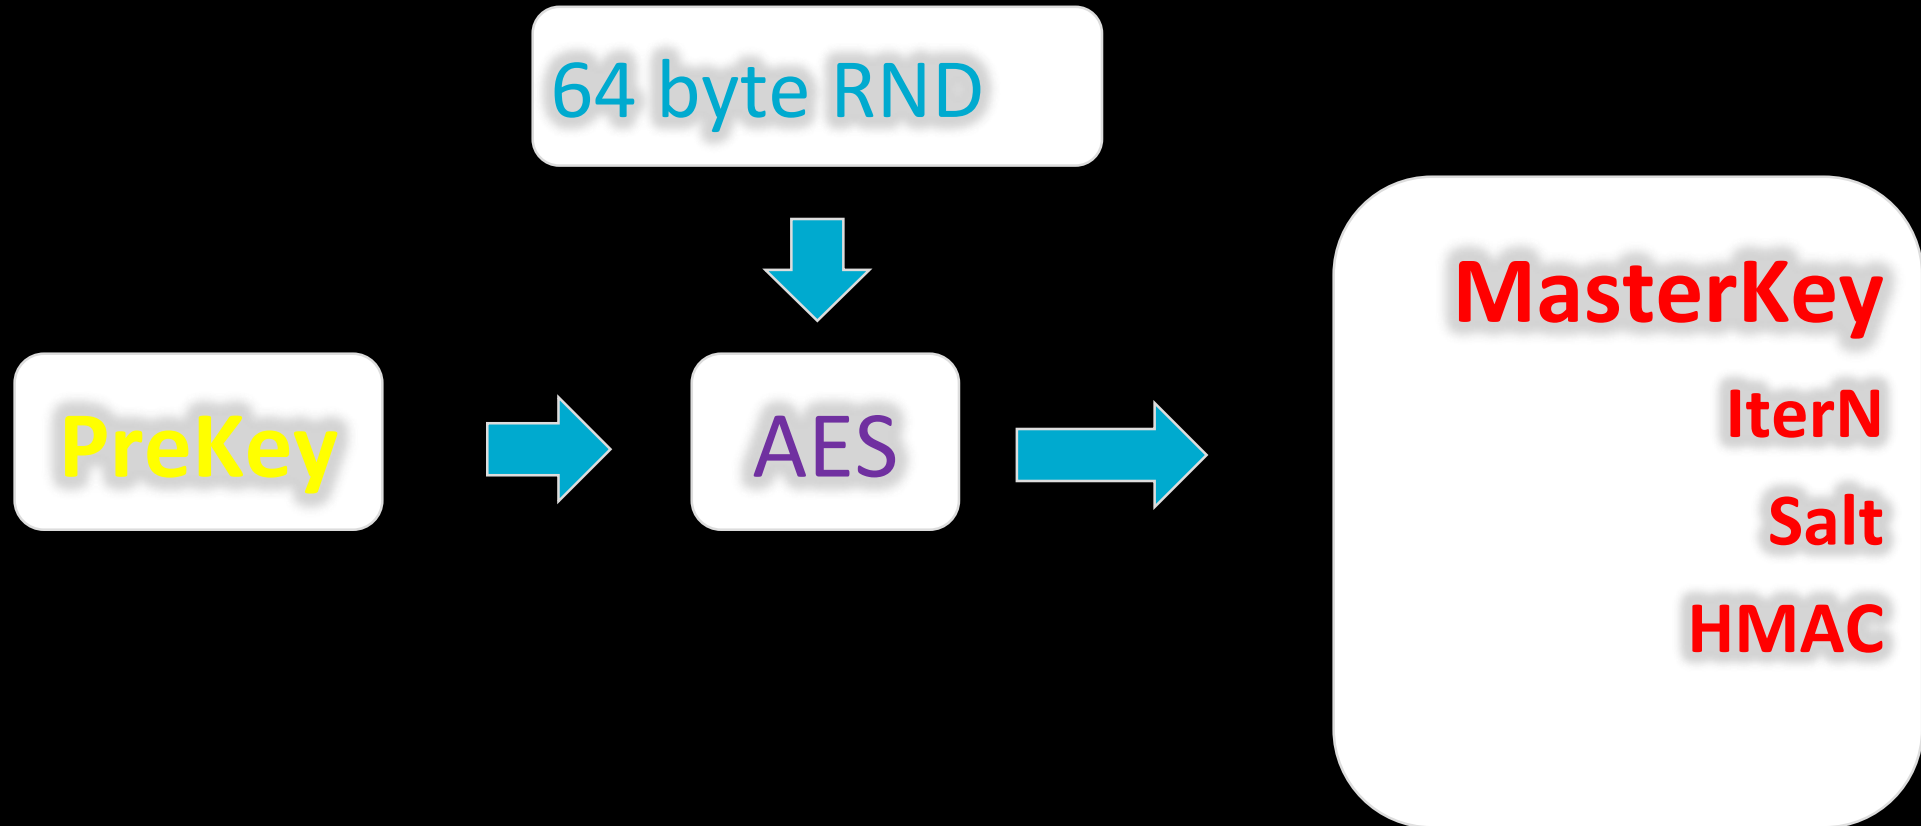 64 byte RND
PreKey
AES
MasterKey
IterN
Salt
HMAC